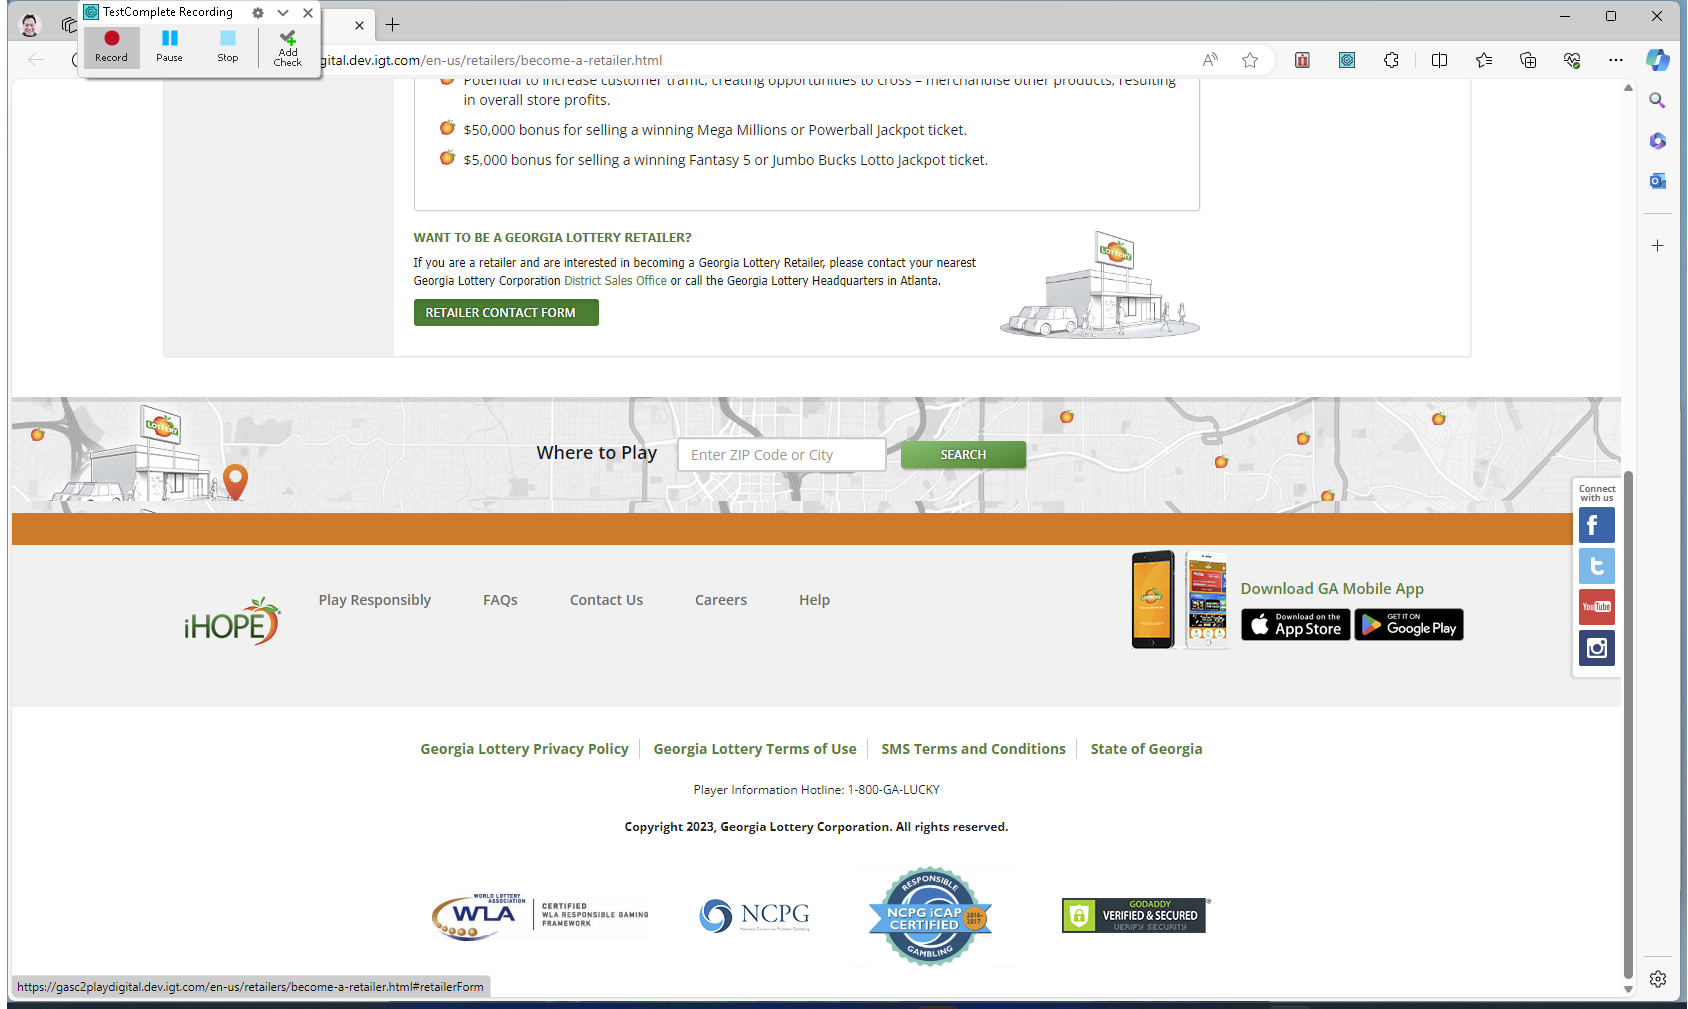 TestComplete Recording
Record
Pause
Stop
Add
Check
gital.dev.igt.com/en-us/retailers/become-a-retailer.html
Potential to increase customer traffic, creating opportunities to cross – merchandise other products, resulting
in overall store profits.
$50,000 bonus for selling a winning Mega Millions or Powerball Jackpot ticket.
$5,000 bonus for selling a winning Fantasy 5 or Jumbo Bucks Lotto Jackpot ticket.
WANT TO BE A GEORGIA LOTTERY RETAILER?
If you are a retailer and are interested in becoming a Georgia Lottery Retailer, please contact your nearest
Georgia Lottery Corporation District Sales Office or call the Georgia Lottery Headquarters in Atlanta.
RETAILER CONTACT FORM
LOTTERY
LOTTERY
Where to Play
Enter ZIP Code or City
SEARCH
Connect
with us
YouTube
iHOPE
Play Responsibly
FAQs
Contact Us
Careers
Help
LOTTERY
Download GA Mobile App
Download on the
App Store
GET IT ON
Google Play
Georgia Lottery Privacy Policy
Georgia Lottery Terms of Use
SMS Terms and Conditions
State of Georgia
Player Information Hotline: 1-800-GA-LUCKY
Copyright 2023, Georgia Lottery Corporation. All rights reserved.
WORLD LOTTERY
ASSOCIATION
WLA
CERTIFIED
WLA RESPONSIBLE GAMING
FRAMEWORK
NCPG
National Council on Problem Gambling
RESPONSIBLE
NCPG iCAP
CERTIFIED
2016-
2017
GAMBLING
GODADDY
VERIFIED & SECURED
VERIFY SECURITY
https://gasc2playdigital.dev.igt.com/en-us/retailers/become-a-retailer.html#retailerForm